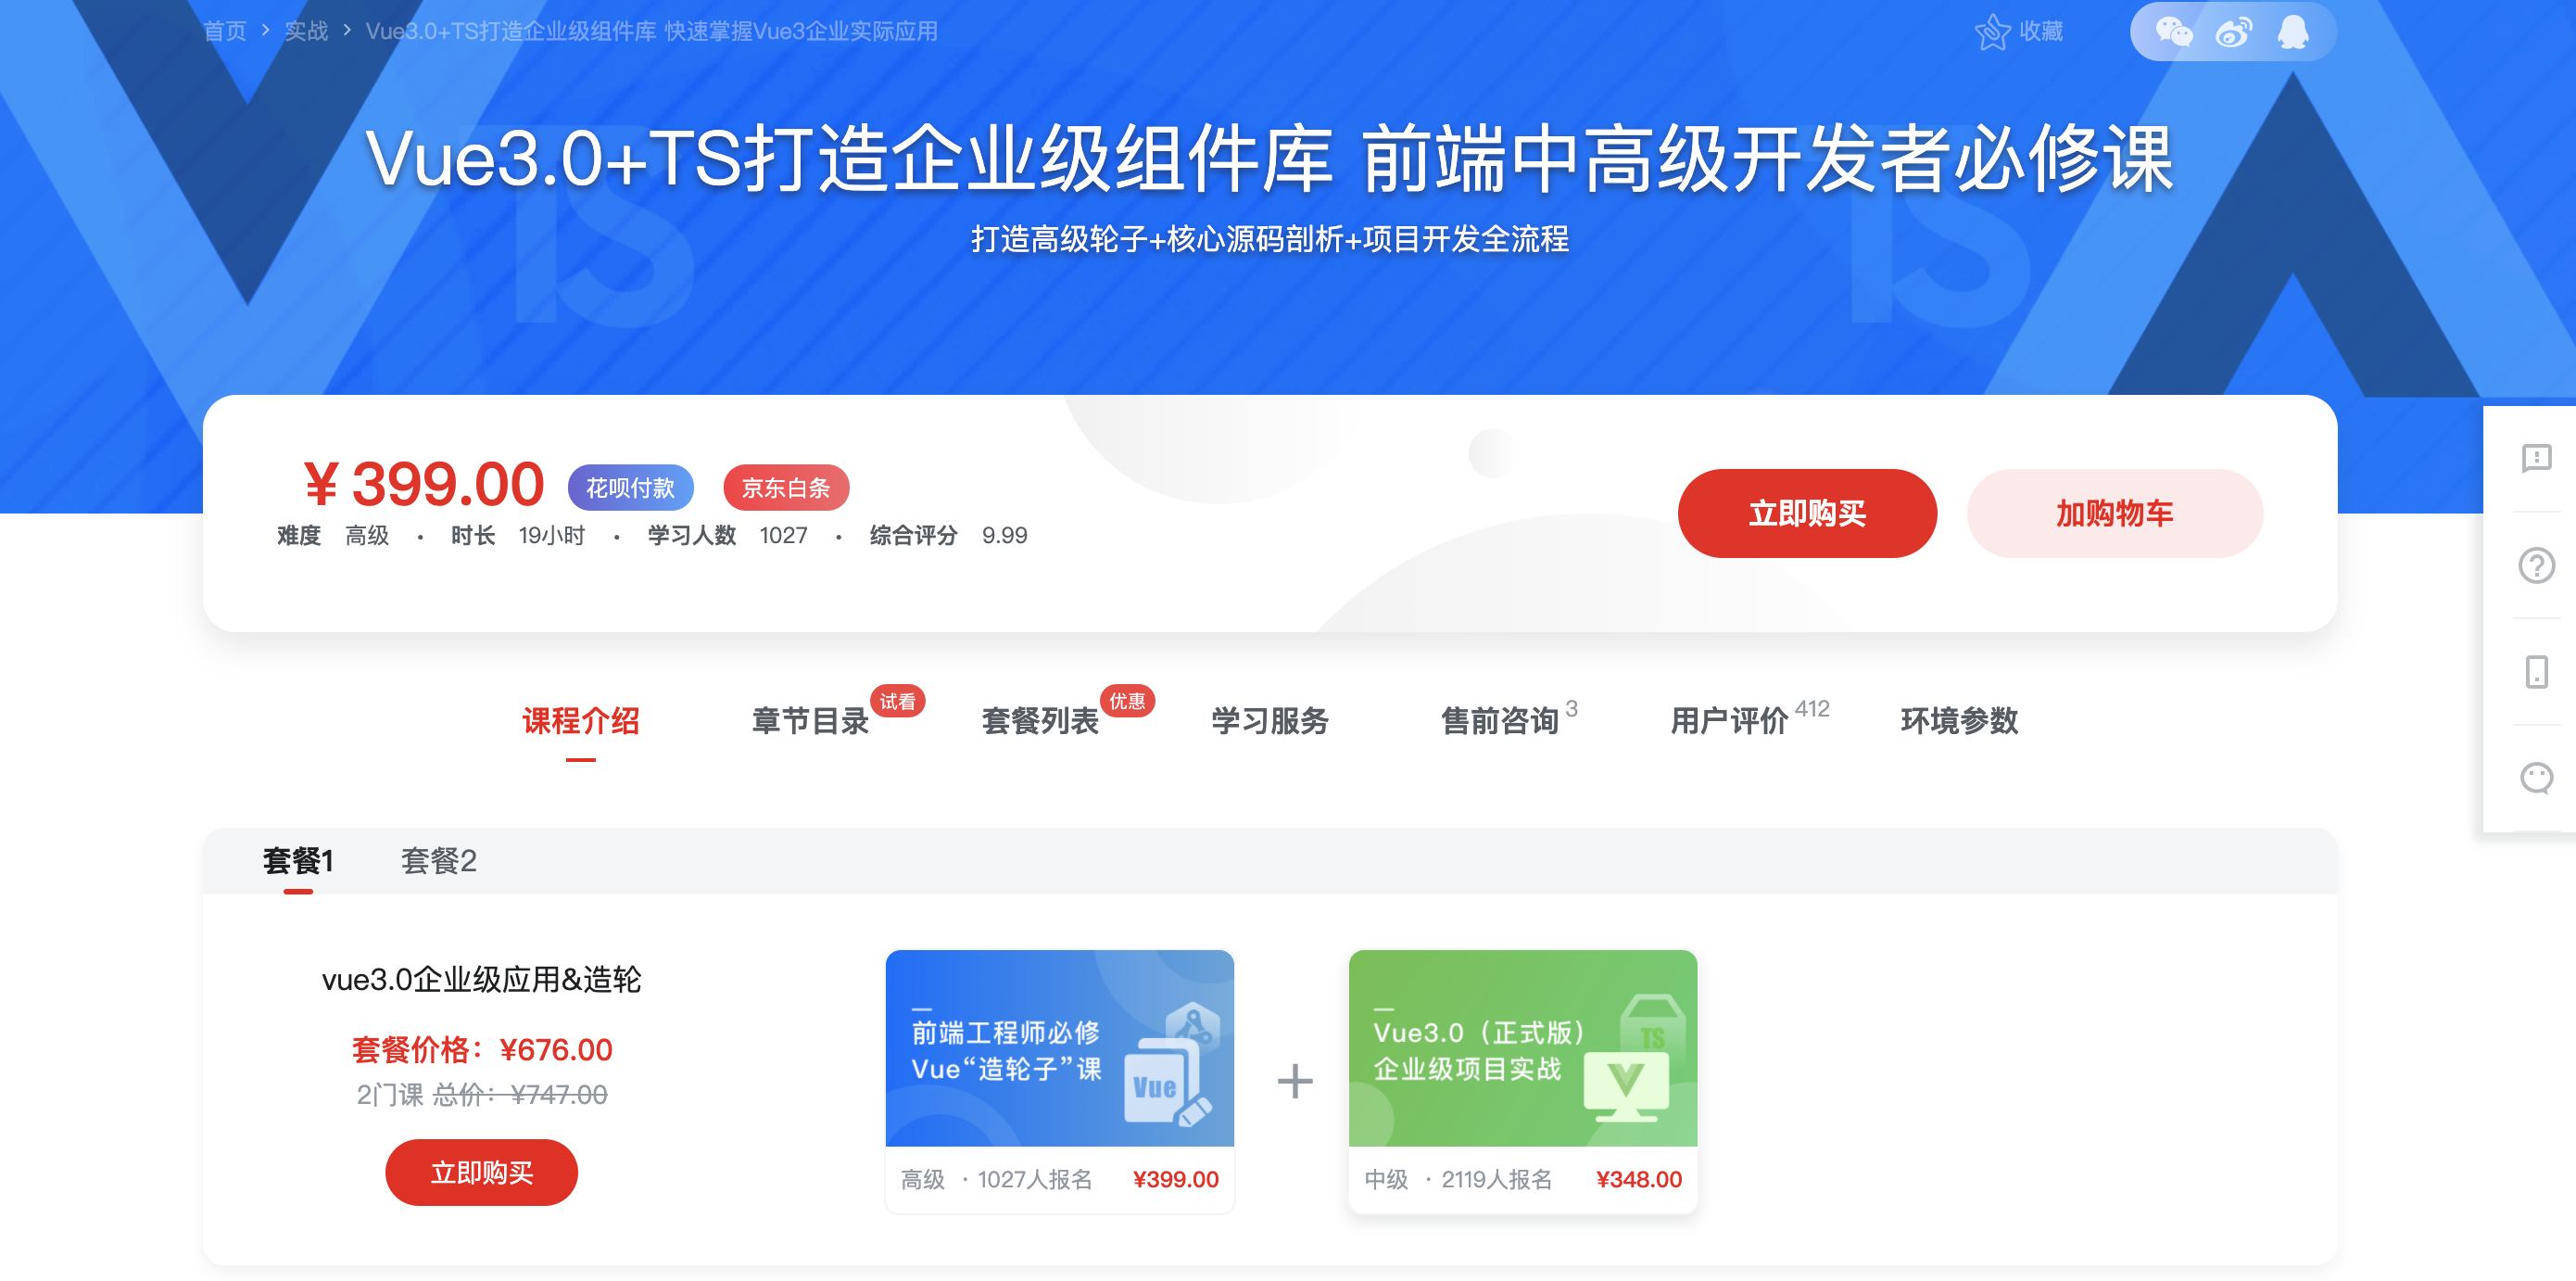 首页 > 实战 > Vue3.0+TS打造企业级组件库 快速掌握Vue3企业实际应用
收藏
TS
TS
Vue3.0+TS打造企业级组件库 前端中高级开发者必修课
打造高级轮子+核心源码剖析+项目开发全流程
¥ 399.00 花呗付款 京东白条
难度 高级 · 时长 19小时 · 学习人数 1027 · 综合评分 9.99
立即购买 加购物车
课程介绍 章节目录 试看 套餐列表 优惠 学习服务 售前咨询 3 用户评价 412 环境参数
套餐1 套餐2
vue3.0企业级应用&造轮
套餐价格：¥676.00
2门课 总价：¥747.00
立即购买
前端工程师必修
Vue“造轮子”课
Vue
高级 · 1027人报名 ¥399.00
+
Vue3.0（正式版）
企业级项目实战
TS
中级 · 2119人报名 ¥348.00